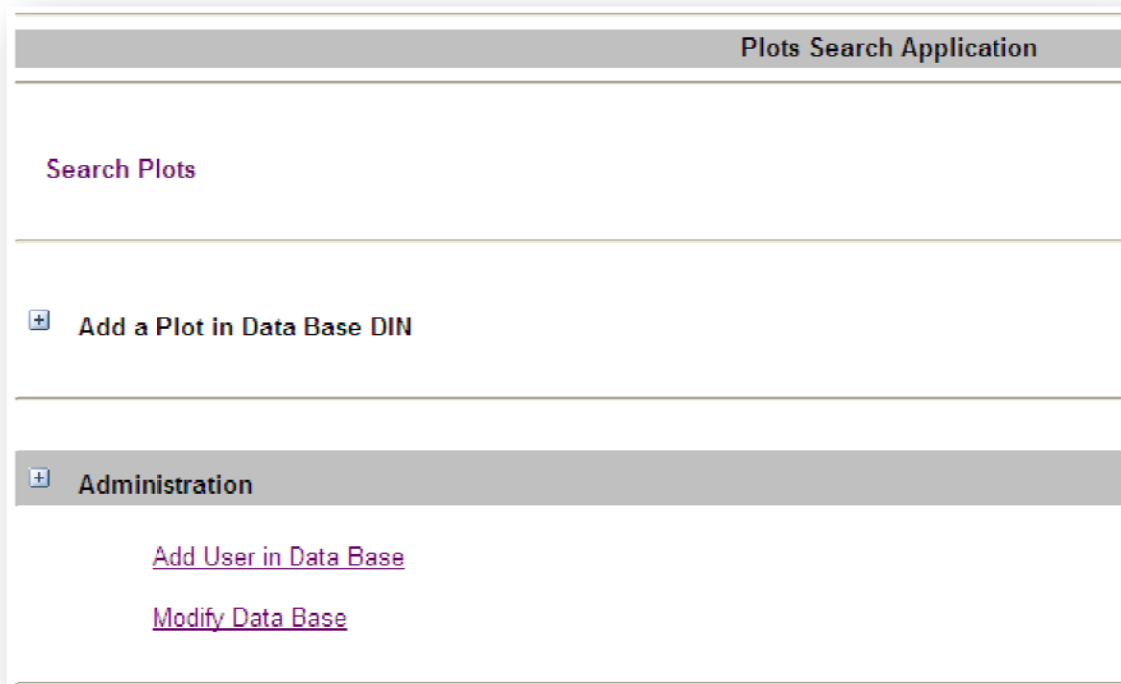 Plots Search Application
Search Plots
Add a Plot in Data Base DIN
Administration
Add User in Data Base
Modify Data Base